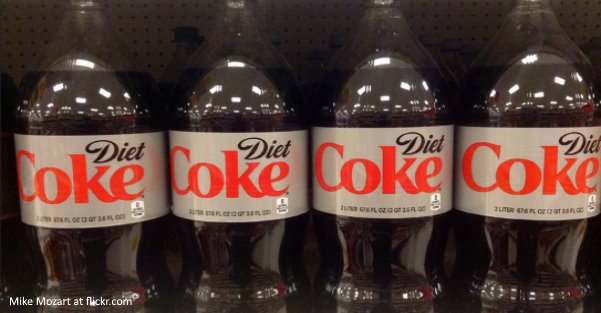 Diet
Coke
2 LITER 67.6 FL OZ (2 QT 3.6 FL OZ)
Diet
Coke
2 LITER 67.6 FL OZ (2 QT 3.6 FL OZ)
Diet
Coke
2 LITER 67.6 FL OZ (2 QT 3.6 FL OZ)
Diet
Coke
2 LITER 67.6 FL OZ (2 QT 3.6 FL OZ)
Mike Mozart at flickr.com